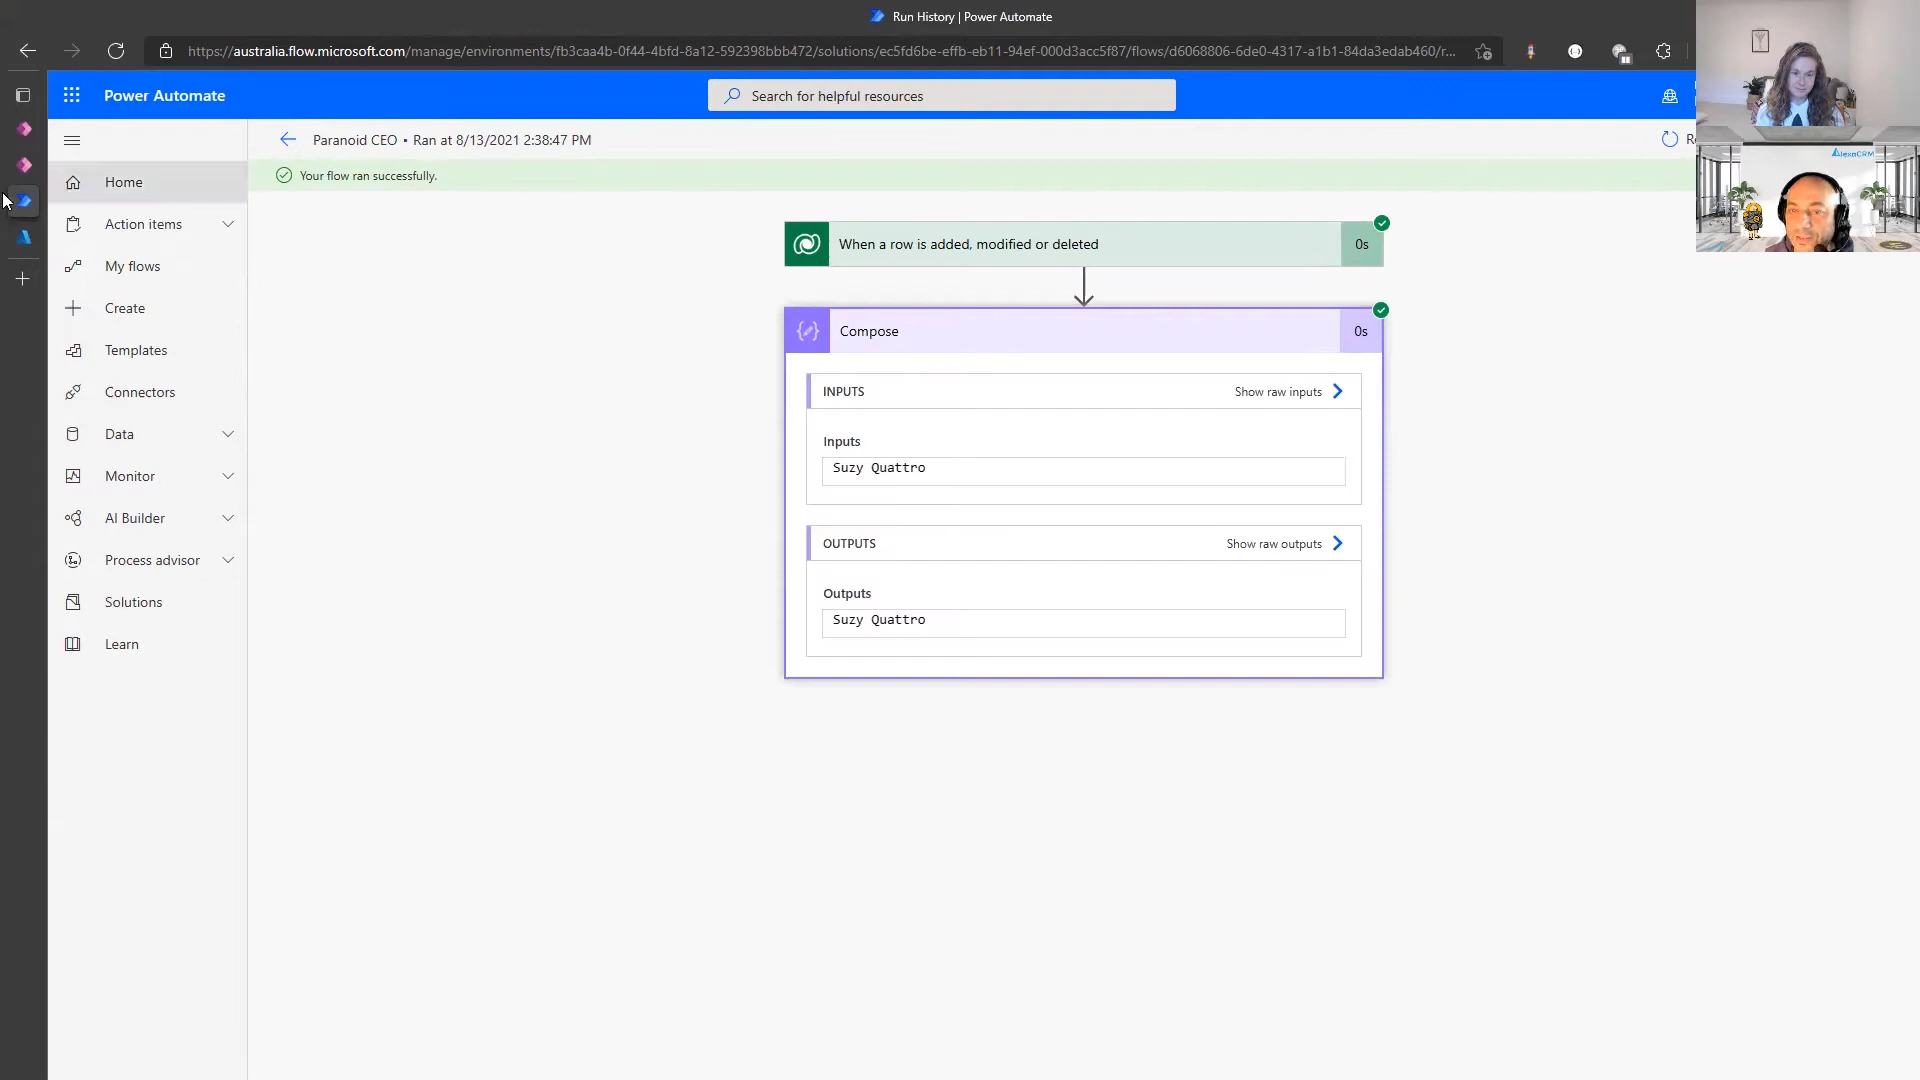 Run History | Power Automate
https://australia.flow.microsoft.com/manage/environments/fb3caa4b-0f44-4bfd-8a12-592398bbb472/solutions/ec5fd6be-effb-eb11-94ef-000d3acc5f87/flows/d6068806-6de0-4317-a1b1-84da3edab460/r...
Power Automate
Search for helpful resources
Paranoid CEO • Ran at 8/13/2021 2:38:47 PM
Your flow ran successfully.
Home
Action items
My flows
Create
Templates
Connectors
Data
Monitor
AI Builder
Process advisor
Solutions
Learn
When a row is added, modified or deleted
0s
Compose
0s
INPUTS
Show raw inputs
Inputs
Suzy Quattro
OUTPUTS
Show raw outputs
Outputs
Suzy Quattro
AlexaCRM